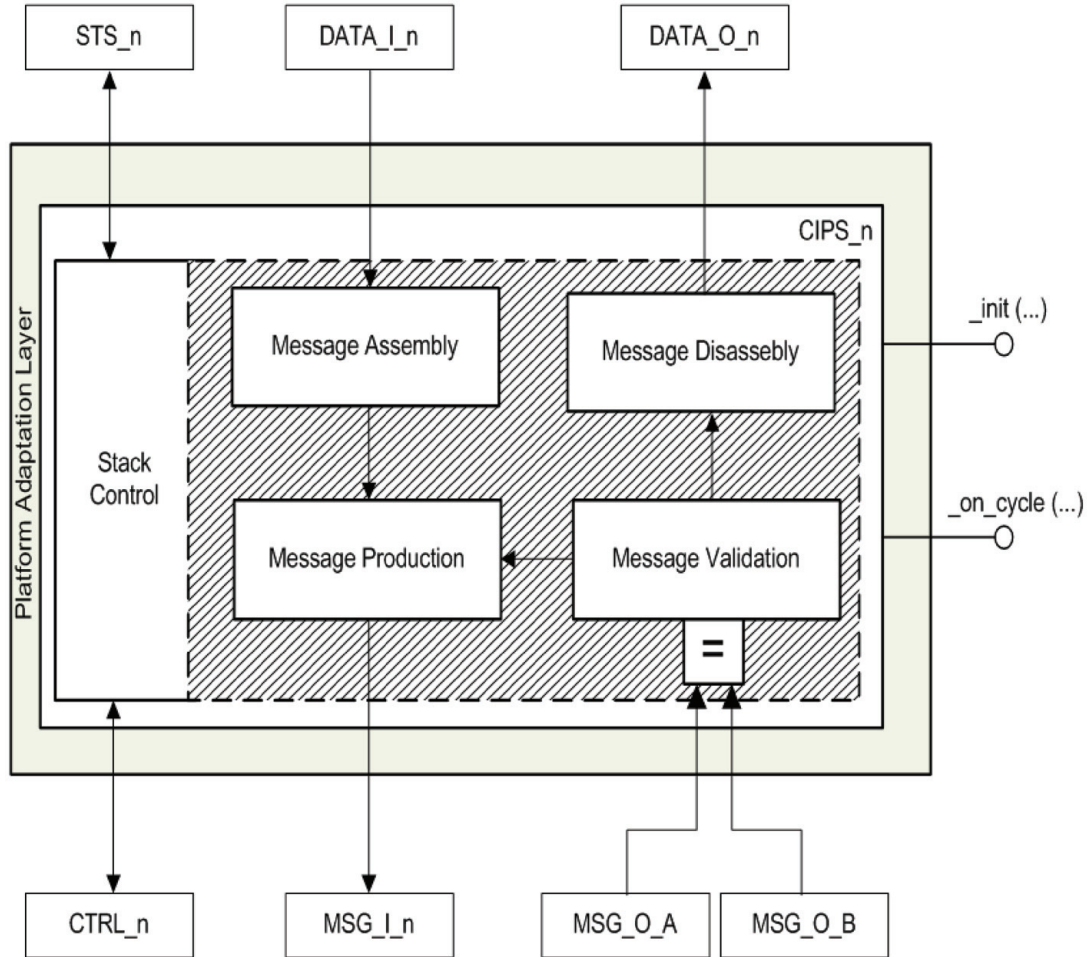 STS_n
DATA_I_n
DATA_O_n
CIPS_n
_init (...)
Message Assembly
Message Disassebly
Platform Adaptation Layer
Stack
Control
_on_cycle (...)
Message Production
Message Validation
=
CTRL_n
MSG_I_n
MSG_O_A
MSG_O_B